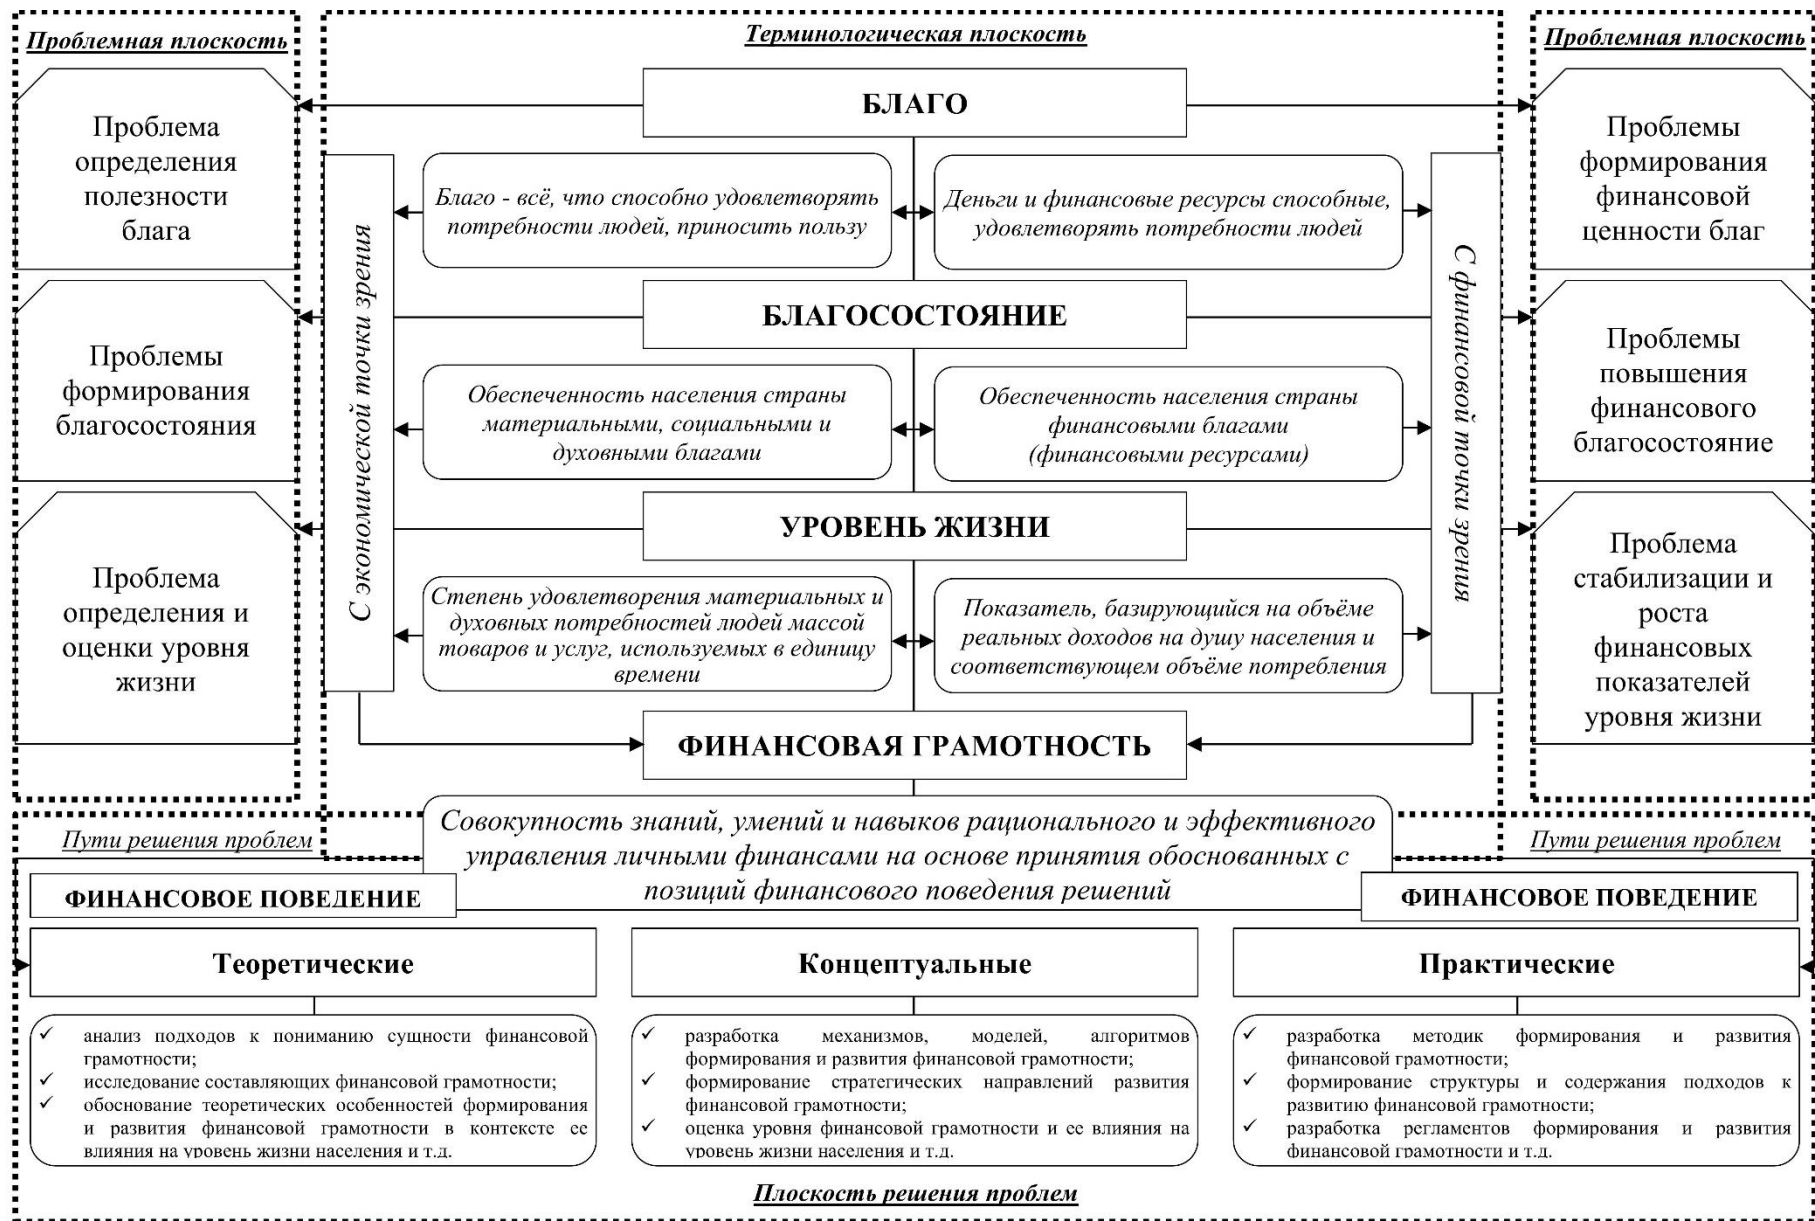 Проблемная плоскость
Проблема
определения
полезности
блага
Проблемы
формирования
благосостояния
Проблема
определения и
оценки уровня
жизни
Терминологическая плоскость
БЛАГО
С экономической точки зрения
Благо - всё, что способно удовлетворять
потребности людей, приносить пользу
Деньги и финансовые ресурсы способные,
удовлетворять потребности людей
С финансовой точки зрения
БЛАГОСОСТОЯНИЕ
Обеспеченность населения страны
материальными, социальными и
духовными благами
Обеспеченность населения страны
финансовыми благами
(финансовыми ресурсами)
УРОВЕНЬ ЖИЗНИ
Степень удовлетворения материальных и
духовных потребностей людей массой
товаров и услуг, используемых в единицу
времени
Показатель, базирующийся на объёме
реальных доходов на душу населения и
соответствующем объёме потребления
ФИНАНСОВАЯ ГРАМОТНОСТЬ
Совокупность знаний, умений и навыков рационального и эффективного
управления личными финансами на основе принятия обоснованных с
позиций финансового поведения решений
Проблемная плоскость
Проблемы
формирования
финансовой
ценности благ
Проблемы
повышения
финансового
благосостояние
Проблема
стабилизации и
роста
финансовых
показателей
уровня жизни
Пути решения проблем
Пути решения проблем
ФИНАНСОВОЕ ПОВЕДЕНИЕ
ФИНАНСОВОЕ ПОВЕДЕНИЕ
Теоретические
✓ анализ подходов к пониманию сущности финансовой
грамотности;
✓ исследование составляющих финансовой грамотности;
✓ обоснование теоретических особенностей формирования
и развития финансовой грамотности в контексте ее
влияния на уровень жизни населения и т.д.
Концептуальные
✓ разработка механизмов, моделей, алгоритмов
формирования и развития финансовой грамотности;
✓ формирование стратегических направлений развития
финансовой грамотности;
✓ оценка уровня финансовой грамотности и ее влияния на
уровень жизни населения и т.д.
Практические
✓ разработка методик формирования и развития
финансовой грамотности;
✓ формирование структуры и содержания подходов к
развитию финансовой грамотности;
✓ разработка регламентов формирования и развития
финансовой грамотности и т.д.
Плоскость решения проблем